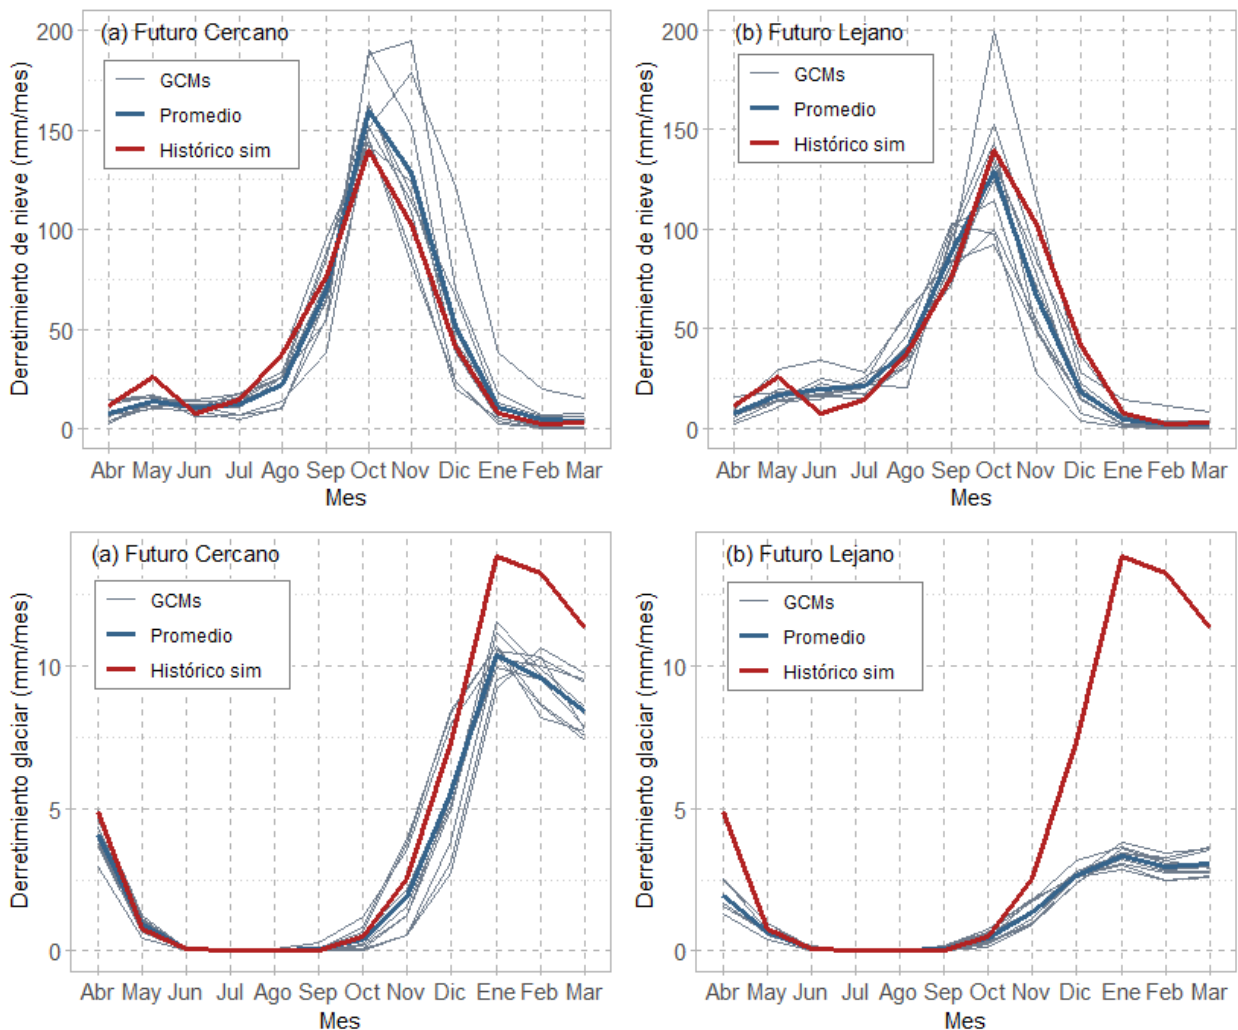 (a) Futuro Cercano
GCMs
Promedio
Histórico sim
Derretimiento de nieve (mm/mes)
200
150
100
50
0
Abr May Jun Jul Ago Sep Oct Nov Dic Ene Feb Mar
Mes
(b) Futuro Lejano
GCMs
Promedio
Histórico sim
Derretimiento de nieve (mm/mes)
200
150
100
50
0
Abr May Jun Jul Ago Sep Oct Nov Dic Ene Feb Mar
Mes
(a) Futuro Cercano
GCMs
Promedio
Histórico sim
Derretimiento glaciar (mm/mes)
10
5
0
Abr May Jun Jul Ago Sep Oct Nov Dic Ene Feb Mar
Mes
(b) Futuro Lejano
GCMs
Promedio
Histórico sim
Derretimiento glaciar (mm/mes)
10
5
0
Abr May Jun Jul Ago Sep Oct Nov Dic Ene Feb Mar
Mes